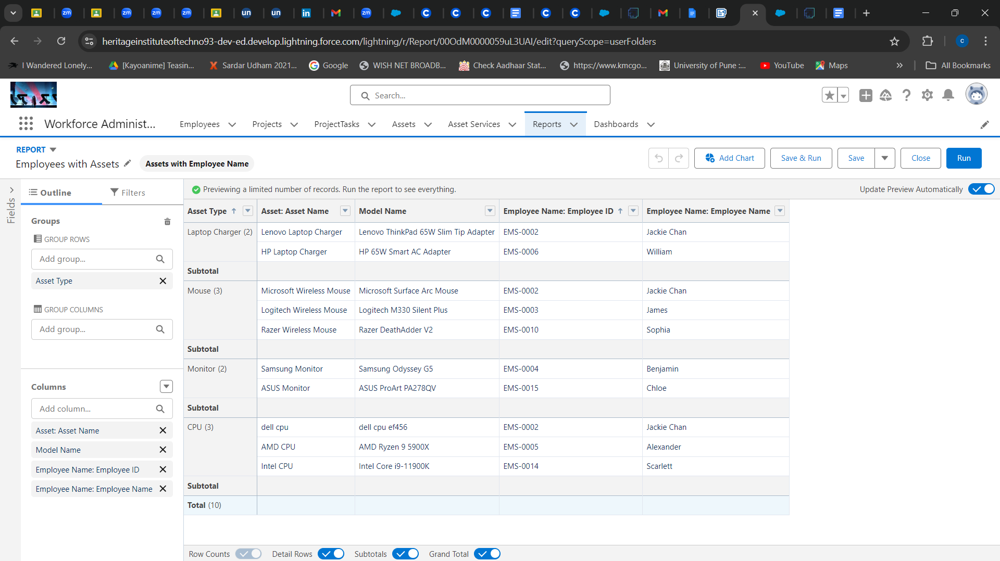 zm
zm
zm
zm
un
un
in
zm
C
C
C
C
C
heritageinstituteoftechno93-dev-ed.develop.lightning.force.com/lightning/r/Report/00OdM0000059uL3UAI/edit?queryScope=userFolders
C
I Wandered Lonely...
[Kayoanime] Teasin...
Sardar Udham 2021...
Google
WISH NET BROADB...
Check Aadhaar Stat...
https://www.kmcgo...
University of Pune :...
YouTube
Maps
All Bookmarks
Search...
Workforce Administ...
Employees
Projects
ProjectTasks
Assets
Asset Services
Reports
Dashboards
REPORT
Employees with Assets
Assets with Employee Name
Add Chart
Save & Run
Save
Close
Run
Fields
Outline
Filters
Previewing a limited number of records. Run the report to see everything.
Update Preview Automatically
Groups
GROUP ROWS
Add group...
Asset Type
GROUP COLUMNS
Add group...
Columns
Add column...
Asset: Asset Name
Model Name
Employee Name: Employee ID
Employee Name: Employee Name
Asset Type Asset: Asset Name Model Name Employee Name: Employee ID Employee Name: Employee Name
Laptop Charger (2) Lenovo Laptop Charger Lenovo ThinkPad 65W Slim Tip Adapter EMS-0002 Jackie Chan
HP Laptop Charger HP 65W Smart AC Adapter EMS-0006 William
Subtotal
Mouse (3) Microsoft Wireless Mouse Microsoft Surface Arc Mouse EMS-0002 Jackie Chan
Logitech Wireless Mouse Logitech M330 Silent Plus EMS-0003 James
Razer Wireless Mouse Razer DeathAdder V2 EMS-0010 Sophia
Subtotal
Monitor (2) Samsung Monitor Samsung Odyssey G5 EMS-0004 Benjamin
ASUS Monitor ASUS ProArt PA278QV EMS-0015 Chloe
Subtotal
CPU (3) dell cpu dell cpu ef456 EMS-0002 Jackie Chan
AMD CPU AMD Ryzen 9 5900X EMS-0005 Alexander
Intel CPU Intel Core i9-11900K EMS-0014 Scarlett
Subtotal
Total (10)
Row Counts
Detail Rows
Subtotals
Grand Total